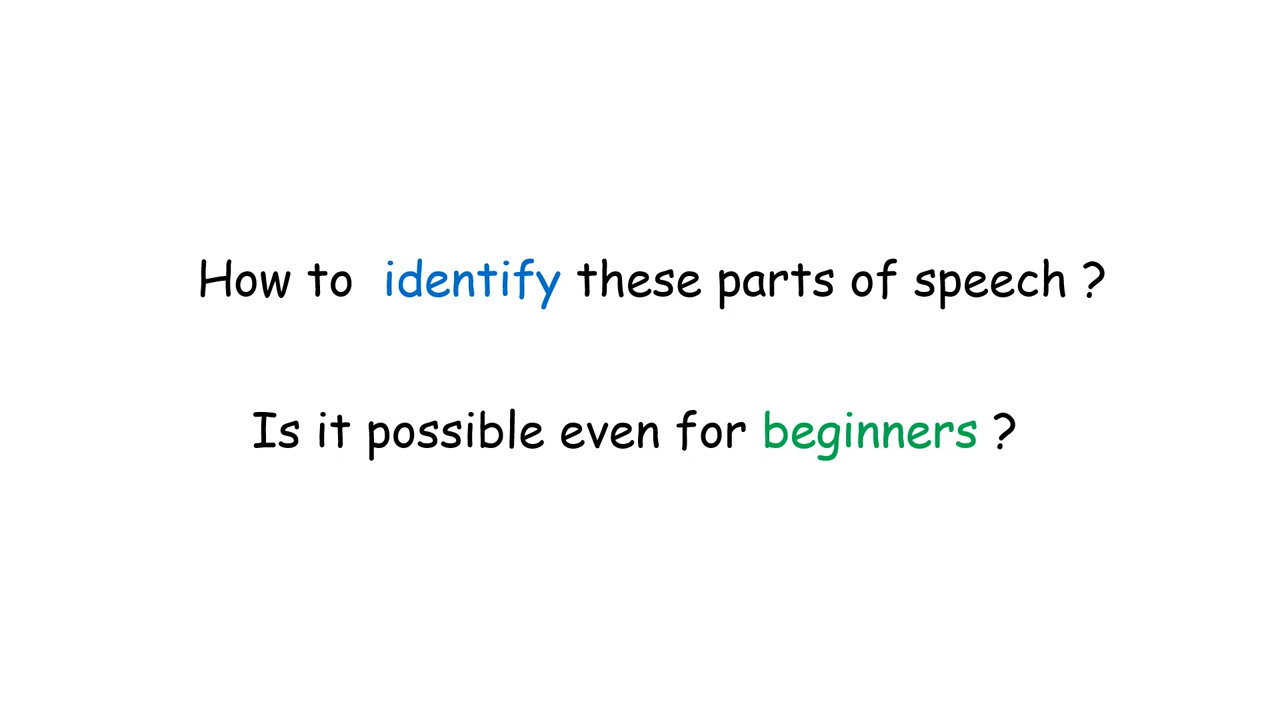 How to identify these parts of speech ?
Is it possible even for beginners ?